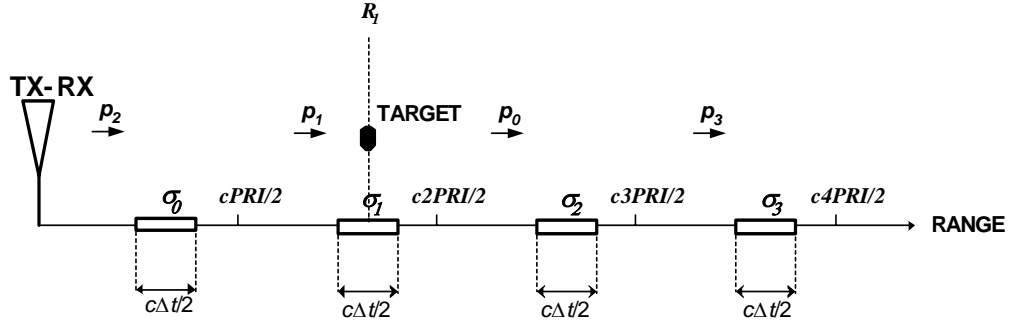 R₁
TX-RX
p₂ p₁ TARGET p₀ p₃
σ₀ cPRI/2 σ₁ c2PRI/2 σ₂ c3PRI/2 σ₃ c4PRI/2
RANGE
cΔt/2 cΔt/2 cΔt/2 cΔt/2